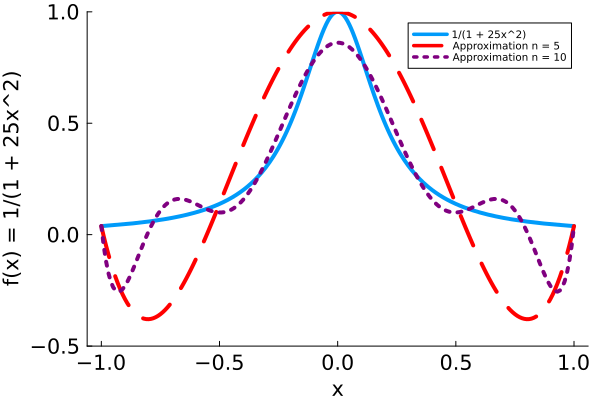 1.0
1/(1 + 25x^2)
Approximation n = 5
Approximation n = 10
f(x) = 1/(1 + 25x^2)
0.5
0.0
−0.5
−1.0 −0.5 0.0 0.5 1.0
x